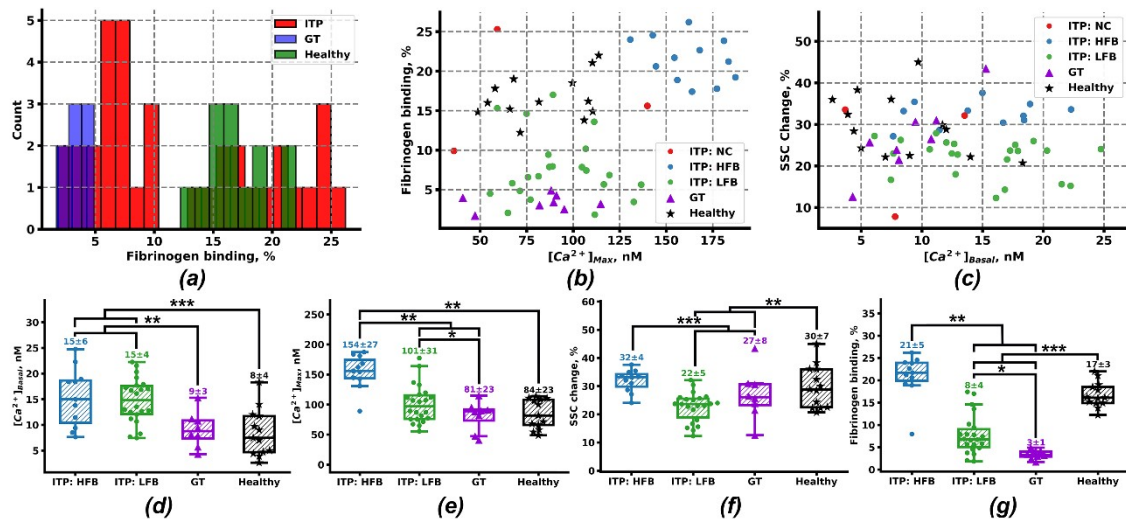 5
4
3
2
1
0
Count
ITP
GT
Healthy
5 10 15 20 25
Fibrinogen binding, %
(a)
25
20
15
10
5
0
Fibrinogen binding, %
ITP: NC
ITP: HFB
ITP: LFB
GT
Healthy
50 75 100 125 150 175
[Ca²⁺]Max, nM
(b)
50
40
30
20
10
SSC Change, %
ITP: NC
ITP: HFB
ITP: LFB
GT
Healthy
5 10 15 20 25
[Ca²⁺]Basal, nM
(c)
30
25
20
15
10
5
[Ca²⁺]Basal, nM
***
**
15±6
15±4
9±3
8±4
ITP: HFB ITP: LFB GT Healthy
(d)
250
200
150
100
50
0
[Ca²⁺]Max, nM
**
**
*
154±27
101±31
81±23
84±23
ITP: HFB ITP: LFB GT Healthy
(e)
60
50
40
30
20
10
0
SSC change, %
**
***
32±4
22±5
27±8
30±7
ITP: HFB ITP: LFB GT Healthy
(f)
40
30
20
10
0
Fibrinogen binding, %
**
***
*
21±5
8±4
3±1
17±3
ITP: HFB ITP: LFB GT Healthy
(g)